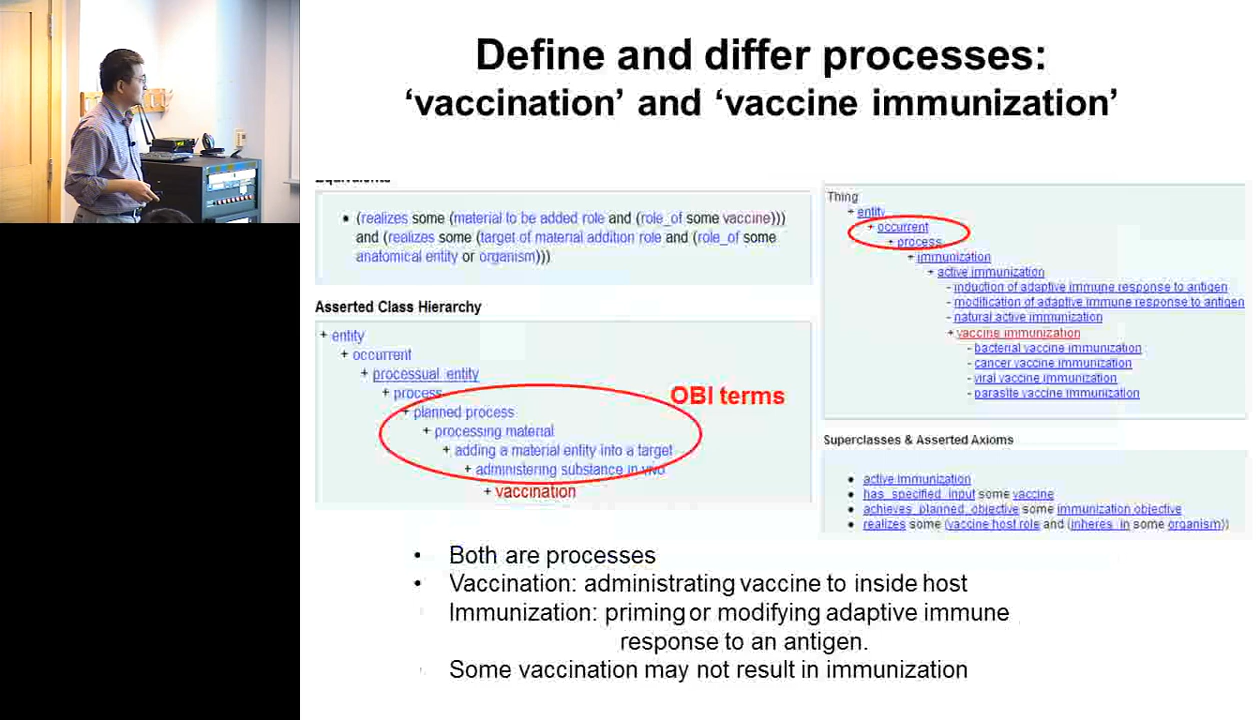 Define and differ processes:
‘vaccination’ and ‘vaccine immunization’
Equivalents
• (realizes some (material to be added role and (role_of some vaccine)))
and (realizes some (target of material addition role and (role_of some
anatomical entity or organism)))
Asserted Class Hierarchy
+ entity
+ occurrent
+ processual entity
+ process
+ planned process
+ processing material
+ adding a material entity into a target
+ administering substance in vivo
+ vaccination
OBI terms
Thing
+ entity
+ occurrent
+ process
+ immunization
+ active immunization
- induction of adaptive immune response to antigen
- modification of adaptive immune response to antigen
- natural active immunization
+ vaccine immunization
- bacterial vaccine immunization
- cancer vaccine immunization
- viral vaccine immunization
- parasite vaccine immunization
Superclasses & Asserted Axioms
• active immunization
• has_specified_input some vaccine
• achieves_planned_objective some immunization objective
• realizes some (vaccine host role and (inheres_in some organism))
• Both are processes
• Vaccination: administrating vaccine to inside host
Immunization: priming or modifying adaptive immune
response to an antigen.
Some vaccination may not result in immunization